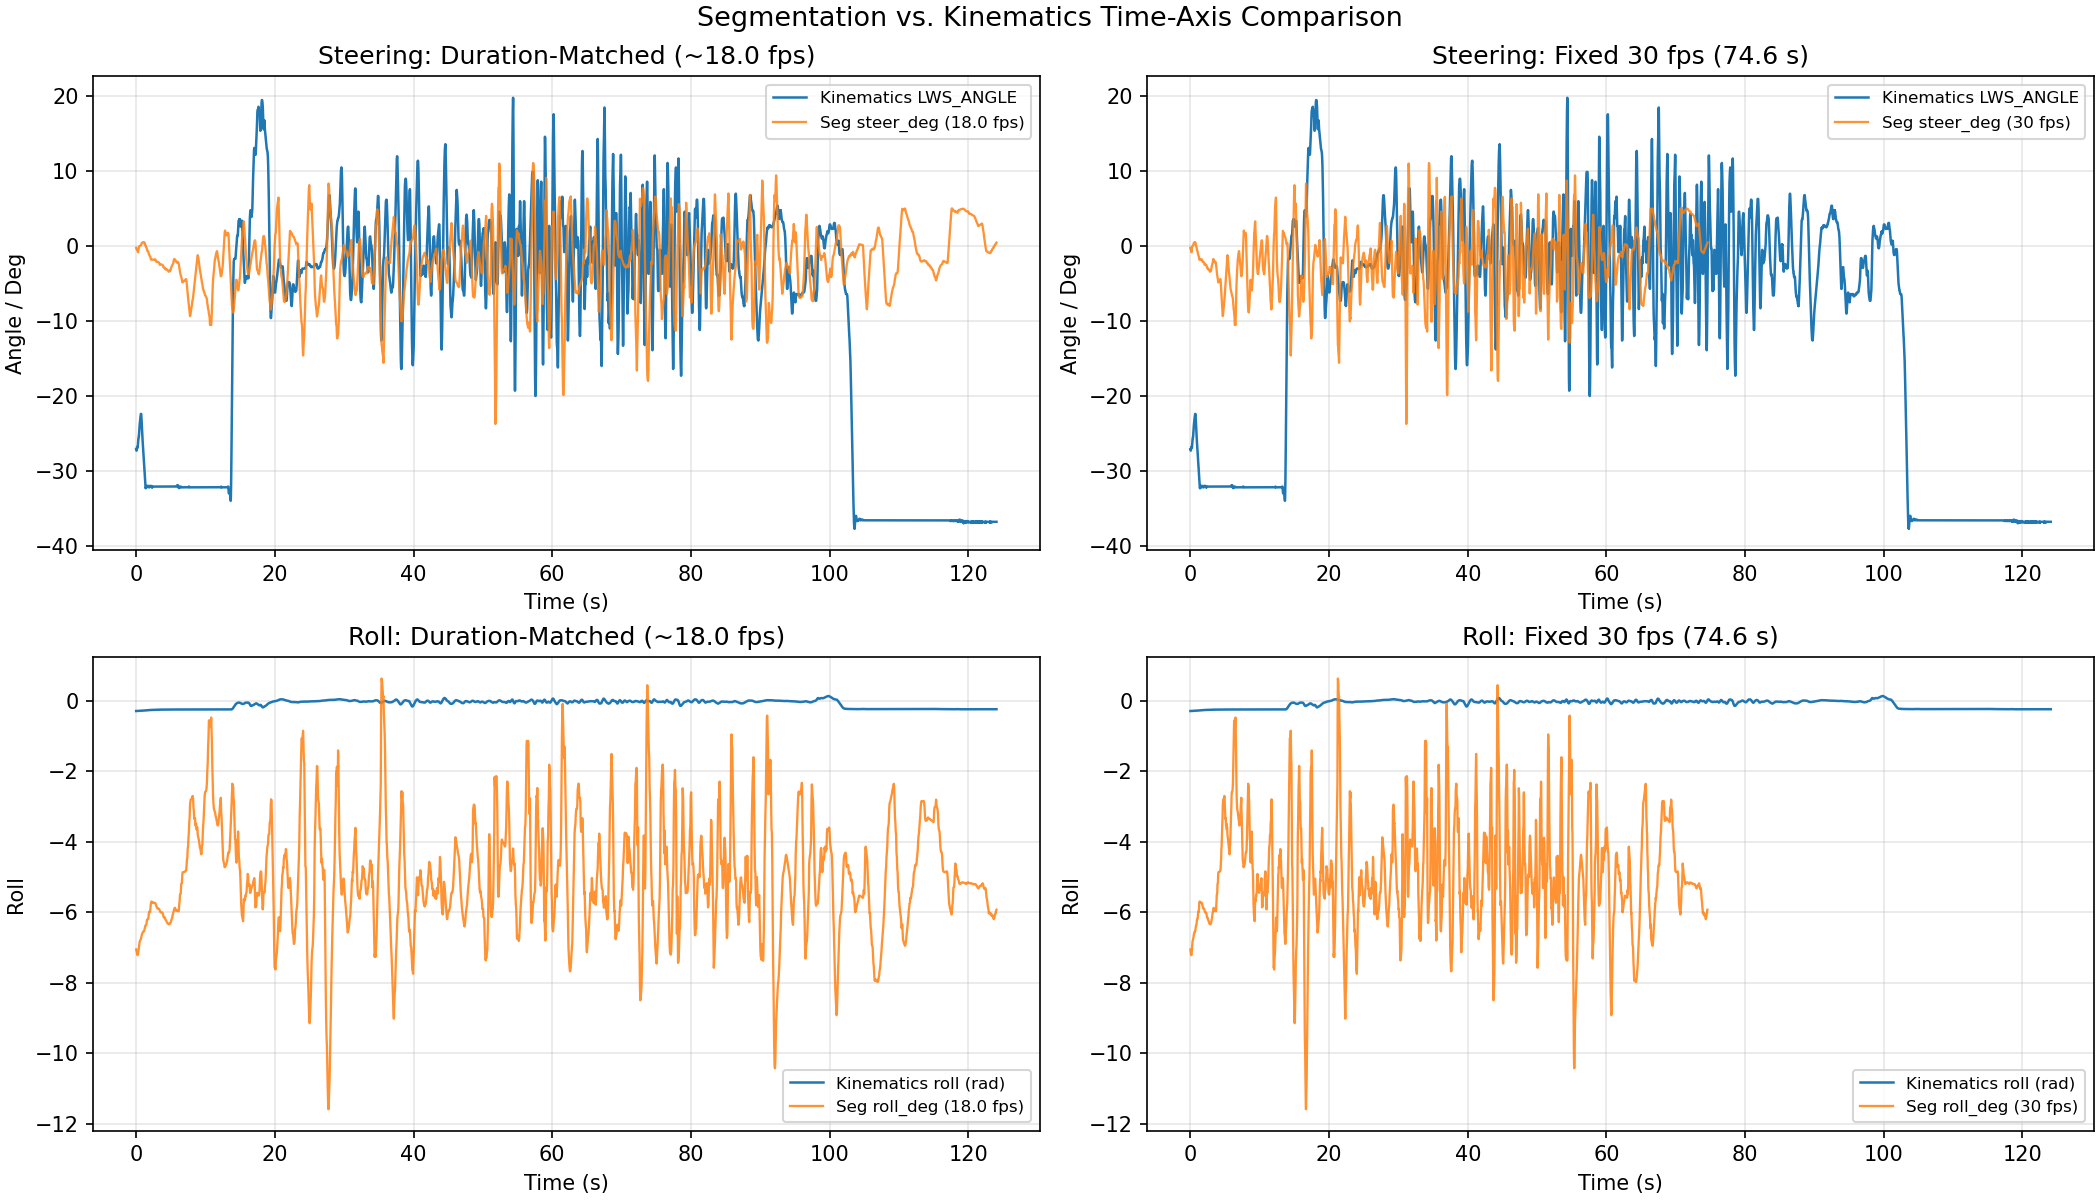 Segmentation vs. Kinematics Time-Axis Comparison
Steering: Duration-Matched (~18.0 fps)
Kinematics LWS_ANGLE
Seg steer_deg (18.0 fps)
Angle / Deg
20
10
0
−10
−20
−30
−40
0 20 40 60 80 100 120
Time (s)
Steering: Fixed 30 fps (74.6 s)
Kinematics LWS_ANGLE
Seg steer_deg (30 fps)
Angle / Deg
20
10
0
−10
−20
−30
−40
0 20 40 60 80 100 120
Time (s)
Roll: Duration-Matched (~18.0 fps)
Roll
0
−2
−4
−6
−8
−10
−12
Kinematics roll (rad)
Seg roll_deg (18.0 fps)
0 20 40 60 80 100 120
Time (s)
Roll: Fixed 30 fps (74.6 s)
Roll
0
−2
−4
−6
−8
−10
−12
Kinematics roll (rad)
Seg roll_deg (30 fps)
0 20 40 60 80 100 120
Time (s)